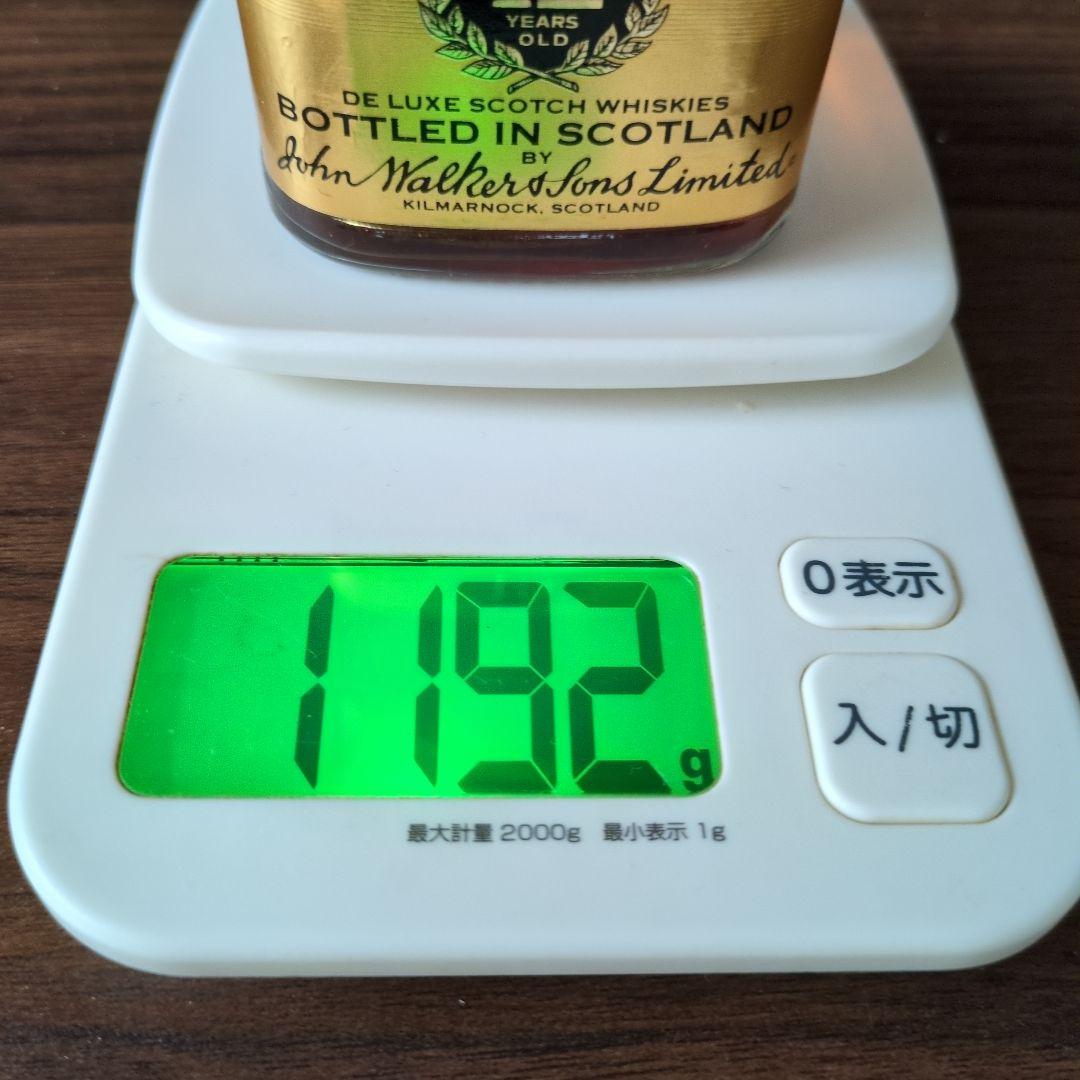 YEARS
OLD
DE LUXE SCOTCH WHISKIES
BOTTLED IN SCOTLAND
BY
John Walker & Sons Limited
KILMARNOCK, SCOTLAND
1192 g
0表示
入/切
最大計量 2000g 最小表示 1g